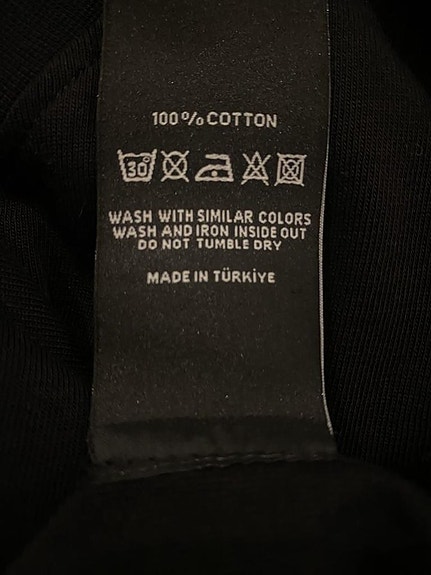 100% COTTON
30°
WASH WITH SIMILAR COLORS
WASH AND IRON INSIDE OUT
DO NOT TUMBLE DRY
MADE IN TÜRKİYE